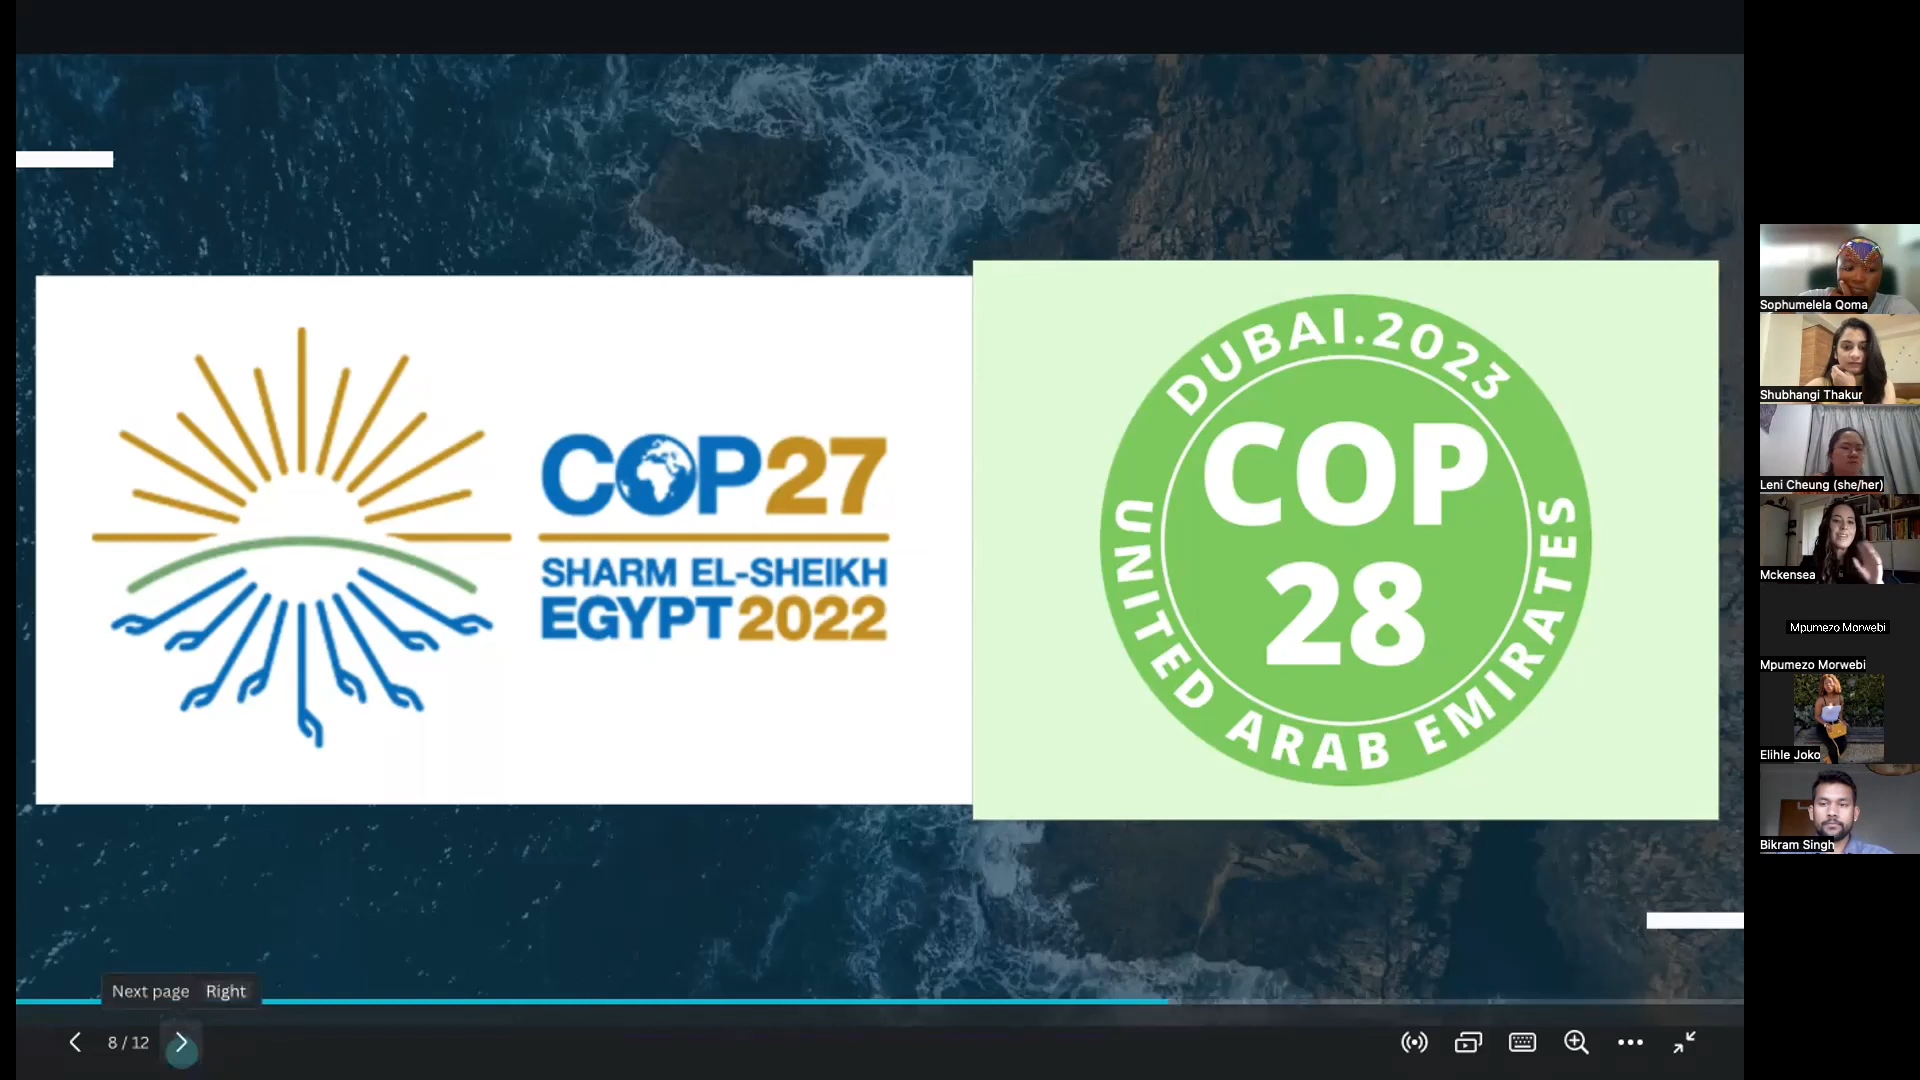 COP27
SHARM EL-SHEIKH
EGYPT 2022
DUBAI.2023
COP
28
UNITED ARAB EMIRATES
Sophumelela Qoma
Shubhangi Thakur
Leni Cheung (she/her)
Mckensea
Mpumezo Morwebi
Mpumezo Morwebi
Elihle Joko
Bikram Singh
Next page Right
8 / 12